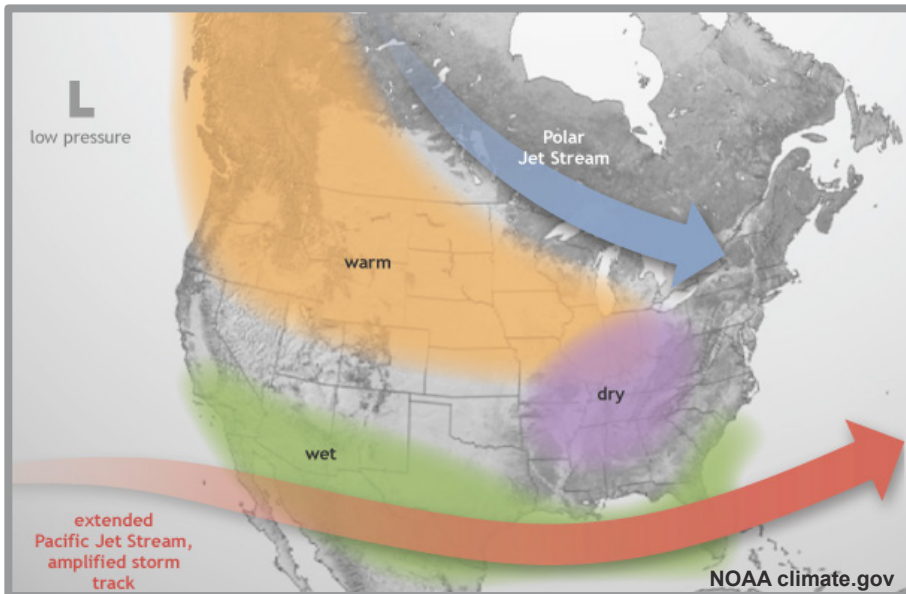 L
low pressure
Polar
Jet Stream
warm
dry
wet
extended
Pacific Jet Stream,
amplified storm
track
NOAA climate.gov